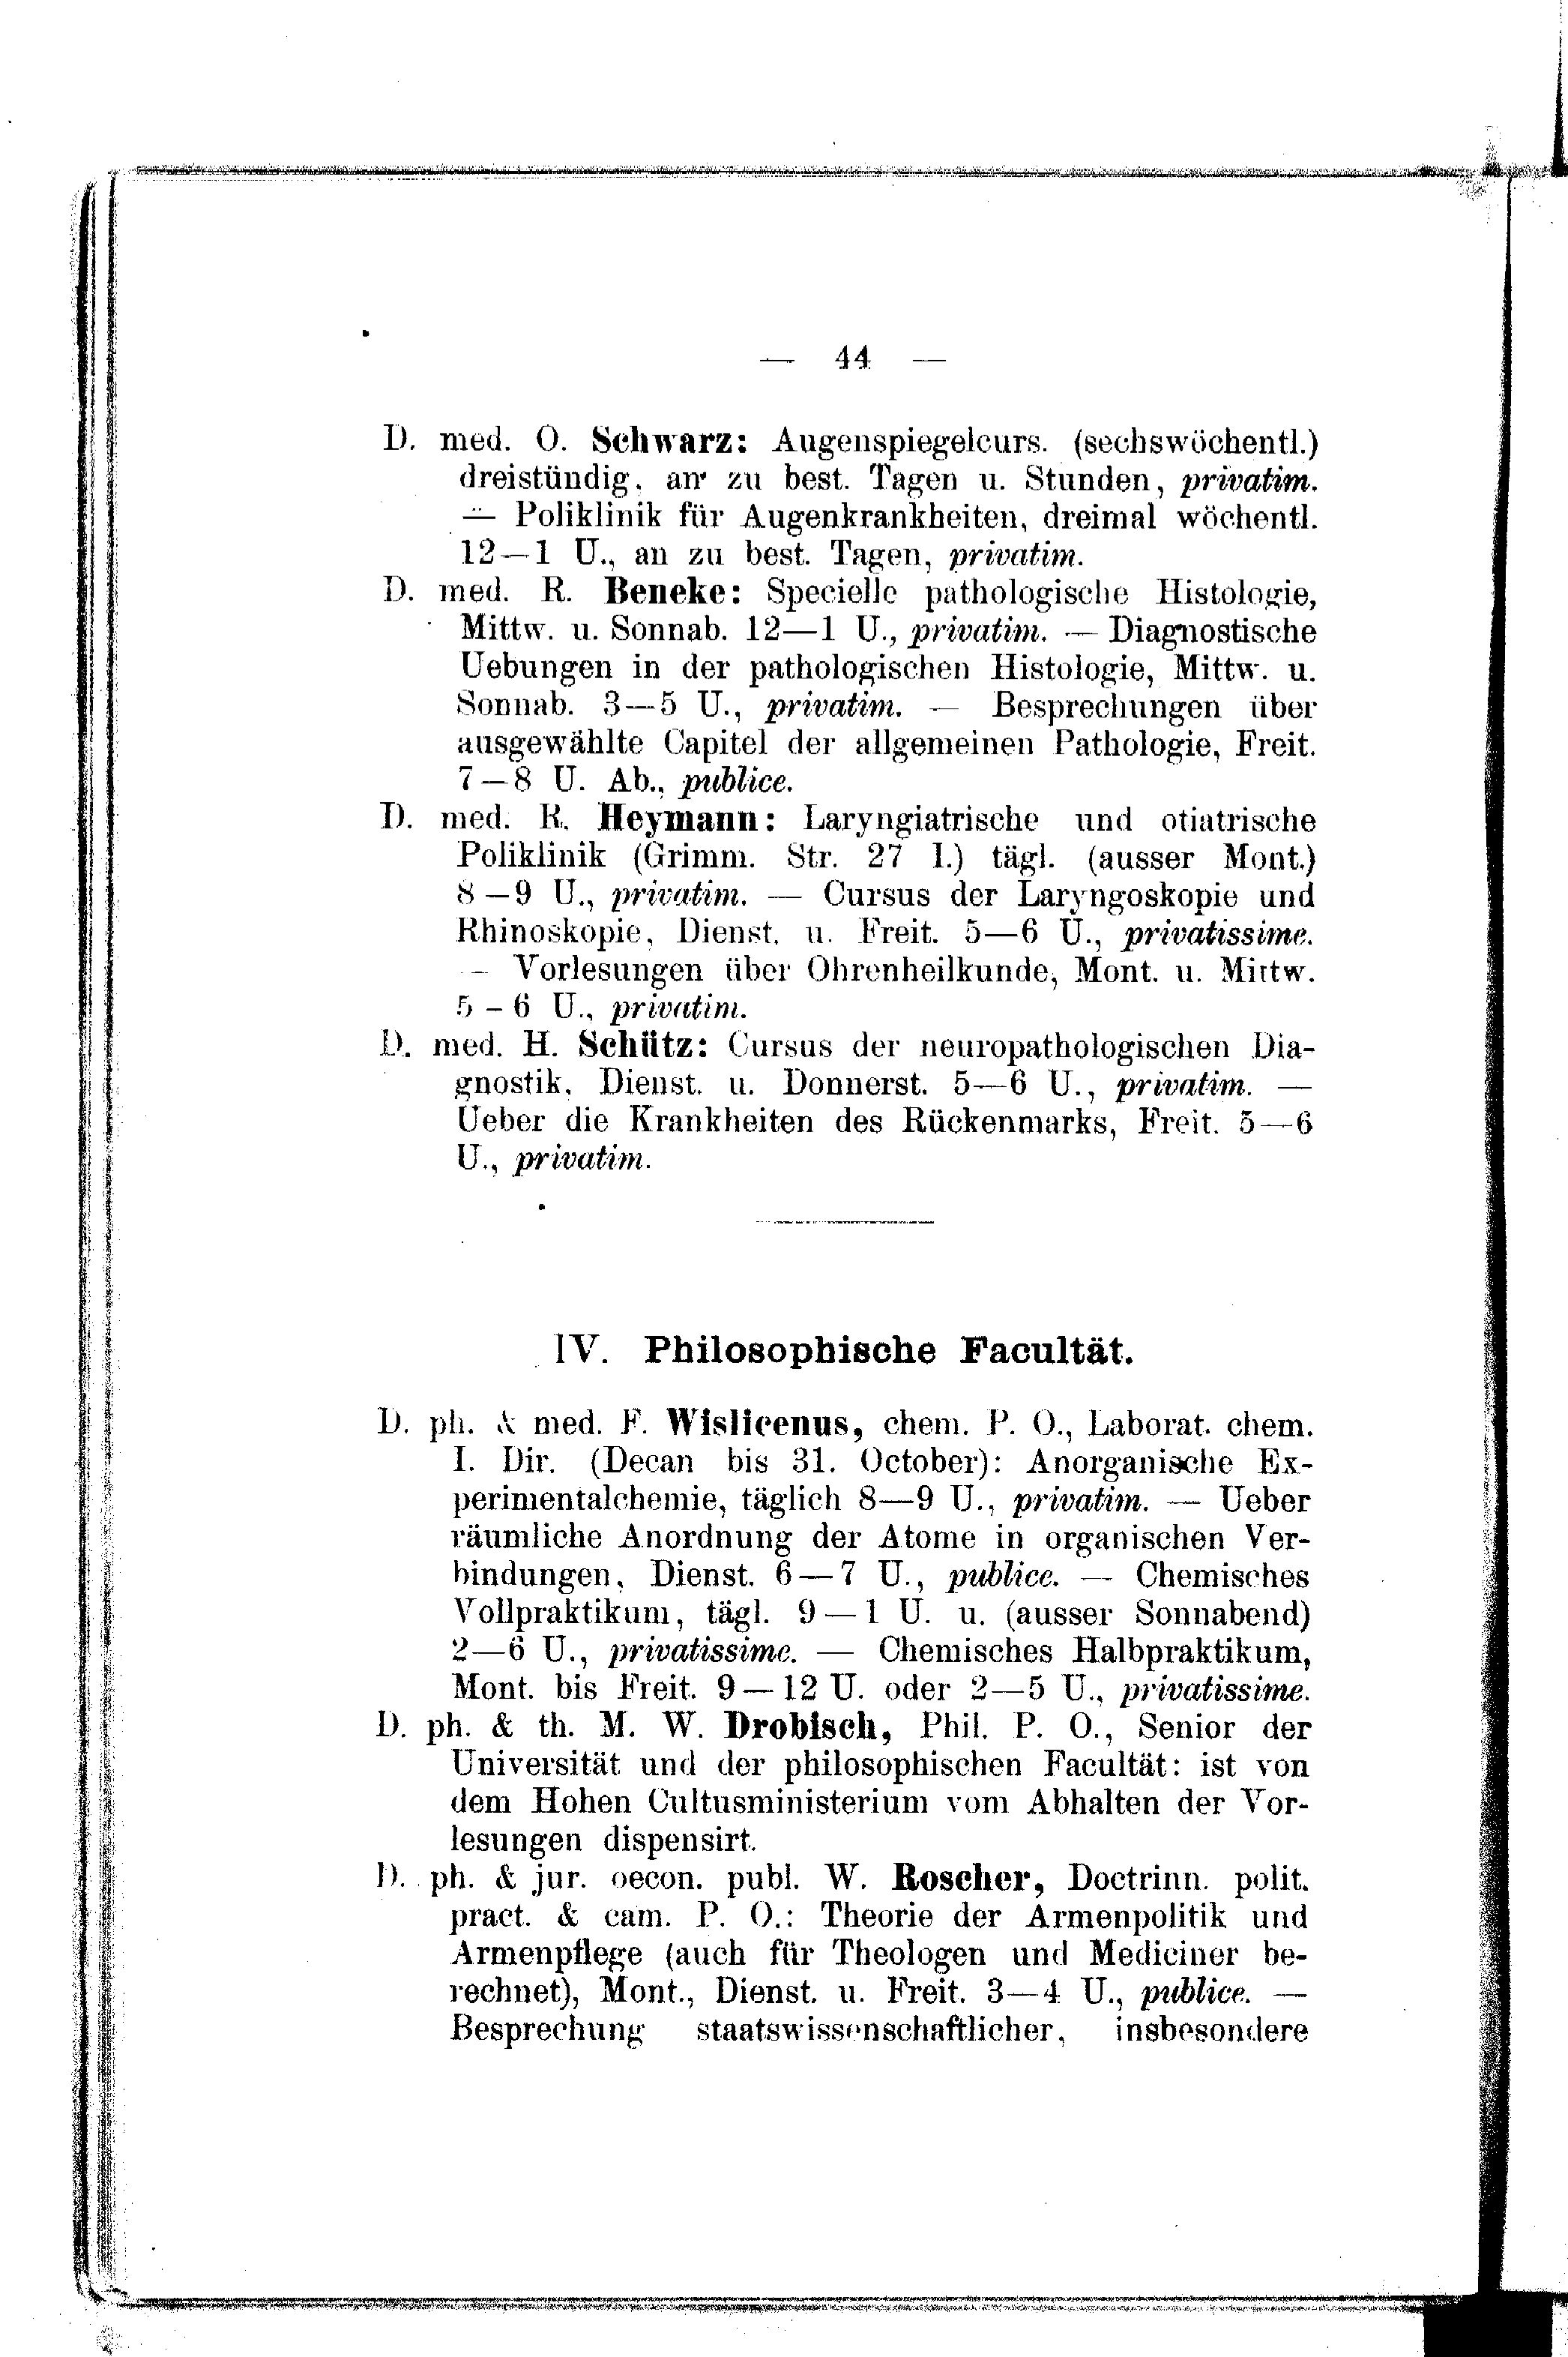 — 44 —
D. med. O. Schwarz: Augenspiegelcurs. (sechswöchentl.)
dreistündig, an zu best. Tagen u. Stunden, privatim.
— Poliklinik für Augenkrankheiten, dreimal wöchentl.
12—1 U., an zu best. Tagen, privatim.
D. med. R. Beneke: Specielle pathologische Histologie,
Mittw. u. Sonnab. 12—1 U., privatim. — Diagnostische
Uebungen in der pathologischen Histologie, Mittw. u.
Sonnab. 3—5 U., privatim. — Besprechungen über
ausgewählte Capitel der allgemeinen Pathologie, Freit.
7—8 U. Ab., publice.
D. med. R. Heymann: Laryngiatrische und otiatrische
Poliklinik (Grimm. Str. 27 I.) tägl. (ausser Mont.)
8—9 U., privatim. — Cursus der Laryngoskopie und
Rhinoskopie, Dienst. u. Freit. 5—6 U., privatissime.
— Vorlesungen über Ohrenheilkunde, Mont. u. Mittw.
5—6 U., privatim.
D. med. H. Schütz: Cursus der neuropathologischen Dia-
gnostik, Dienst. u. Donnerst. 5—6 U., privatim. —
Ueber die Krankheiten des Rückenmarks, Freit. 5—6
U., privatim.
IV. Philosophische Facultät.
D. ph. & med. F. Wislicenus, chem. P. O., Laborat. chem.
I. Dir. (Decan bis 31. October): Anorganische Ex-
perimentalchemie, täglich 8—9 U., privatim. — Ueber
räumliche Anordnung der Atome in organischen Ver-
bindungen, Dienst. 6—7 U., publice. — Chemisches
Vollpraktikum, tägl. 9—1 U. u. (ausser Sonnabend)
2—6 U., privatissime. — Chemisches Halbpraktikum,
Mont. bis Freit. 9—12 U. oder 2—5 U., privatissime.
D. ph. & th. M. W. Drobisch, Phil. P. O., Senior der
Universität und der philosophischen Facultät: ist von
dem Hohen Cultusministerium vom Abhalten der Vor-
lesungen dispensirt.
D. ph. & jur. oecon. publ. W. Roscher, Doctrinn. polit.
pract. & cam. P. O.: Theorie der Armenpolitik und
Armenpflege (auch für Theologen und Mediciner be-
rechnet), Mont., Dienst. u. Freit. 3—4 U., publice. —
Besprechung staatswissenschaftlicher, insbesondere